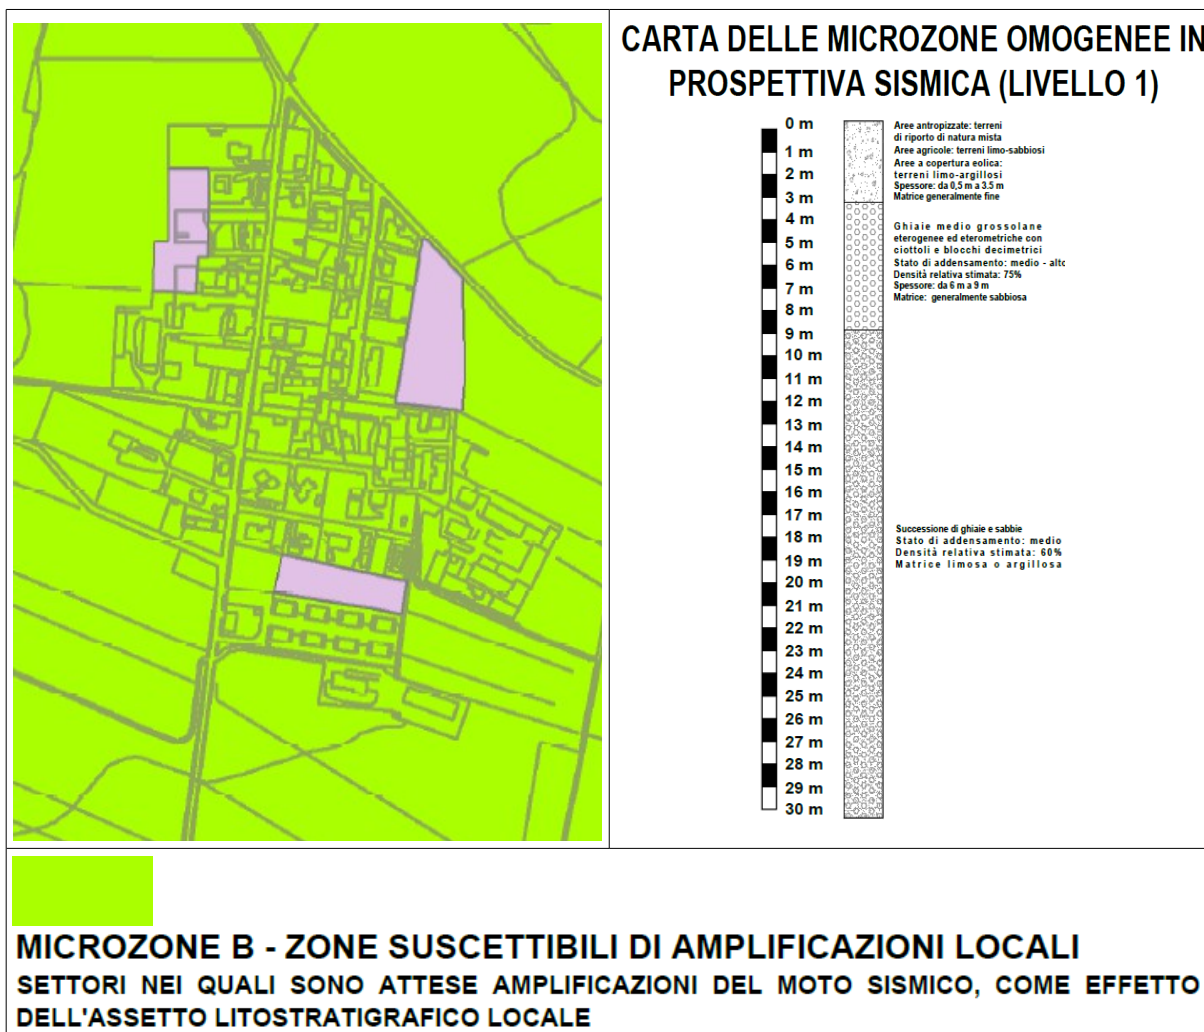 CARTA DELLE MICROZONE OMOGENEE IN
PROSPETTIVA SISMICA (LIVELLO 1)
0 m
1 m
2 m
3 m
4 m
5 m
6 m
7 m
8 m
9 m
10 m
11 m
12 m
13 m
14 m
15 m
16 m
17 m
18 m
19 m
20 m
21 m
22 m
23 m
24 m
25 m
26 m
27 m
28 m
29 m
30 m
Aree antropizzate: terreni
di riporto di natura mista
Aree agricole: terreni limo-sabbiosi
Aree a copertura eolica:
terreni limo-argillosi
Spessore: da 0,5 m a 3.5 m
Matrice generalmente fine
Ghiaie medio grossolane
eterogenee ed eterometriche con
ciottoli e blocchi decimetrici
Stato di addensamento: medio - alto
Densità relativa stimata: 75%
Spessore: da 6 m a 9 m
Matrice: generalmente sabbiosa
Successione di ghiaie e sabbie
Stato di addensamento: medio
Densità relativa stimata: 60%
Matrice limosa o argillosa
MICROZONE B - ZONE SUSCETTIBILI DI AMPLIFICAZIONI LOCALI
SETTORI NEI QUALI SONO ATTESE AMPLIFICAZIONI DEL MOTO SISMICO, COME EFFETTO
DELL'ASSETTO LITOSTRATIGRAFICO LOCALE